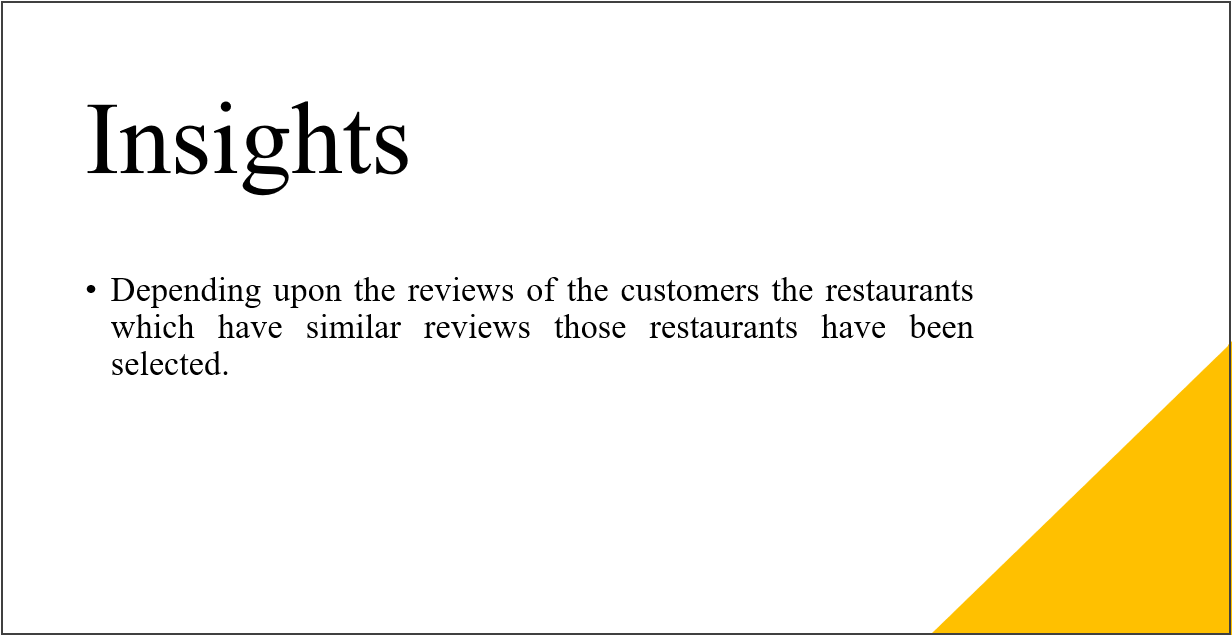 Insights
• Depending upon the reviews of the customers the restaurants
which have similar reviews those restaurants have been
selected.